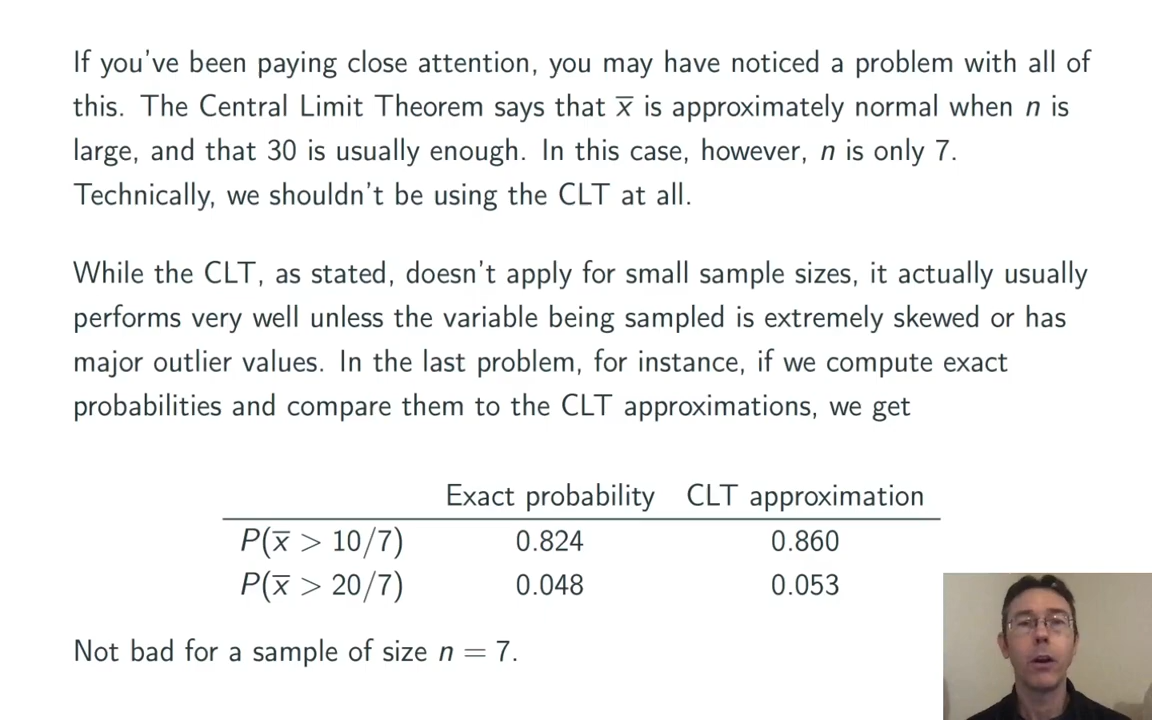 If you've been paying close attention, you may have noticed a problem with all of
this. The Central Limit Theorem says that x̅ is approximately normal when n is
large, and that 30 is usually enough. In this case, however, n is only 7.
Technically, we shouldn't be using the CLT at all.
While the CLT, as stated, doesn't apply for small sample sizes, it actually usually
performs very well unless the variable being sampled is extremely skewed or has
major outlier values. In the last problem, for instance, if we compute exact
probabilities and compare them to the CLT approximations, we get
Exact probability CLT approximation
P(x̅ > 10/7) 0.824 0.860
P(x̅ > 20/7) 0.048 0.053
Not bad for a sample of size n = 7.